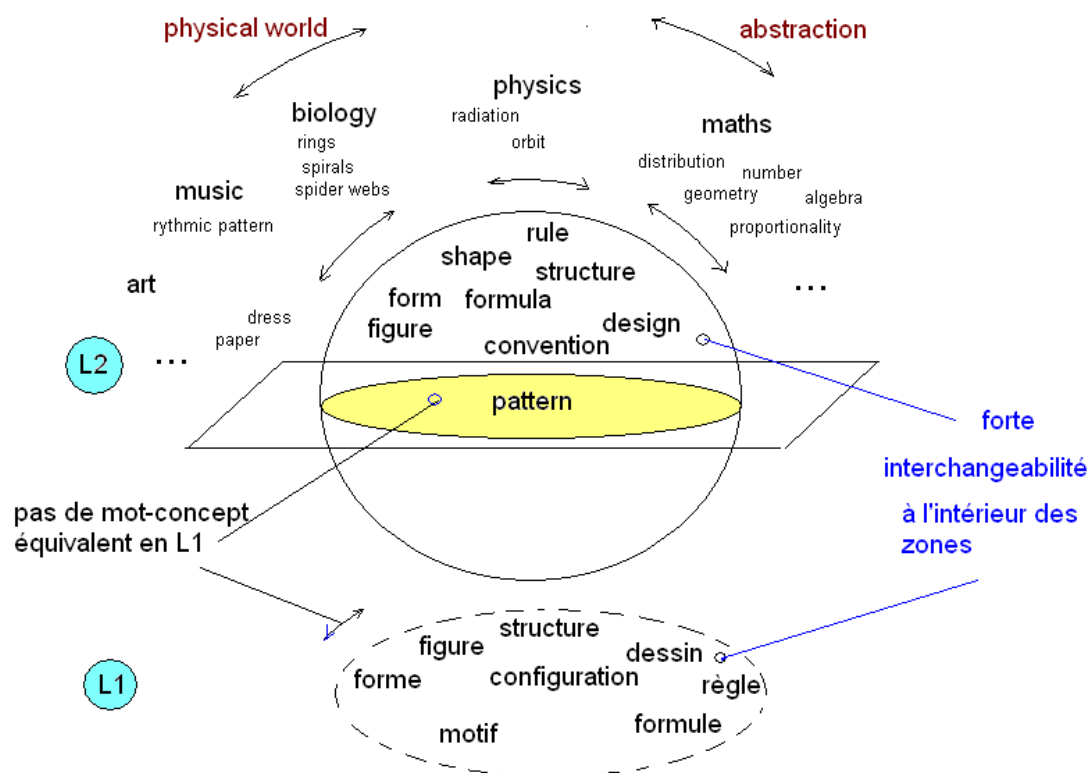 physical world
abstraction
physics
radiation
orbit
biology
rings
spirals
spider webs
maths
distribution
number
geometry
algebra
proportionality
music
rythmic pattern
art
dress
paper
...
...
rule
shape
structure
form
formula
figure
design
convention
L2
pattern
forte
interchangeabilité
à l'intérieur des
zones
pas de mot-concept
équivalent en L1
L1
structure
figure
dessin
forme
configuration
règle
motif
formule